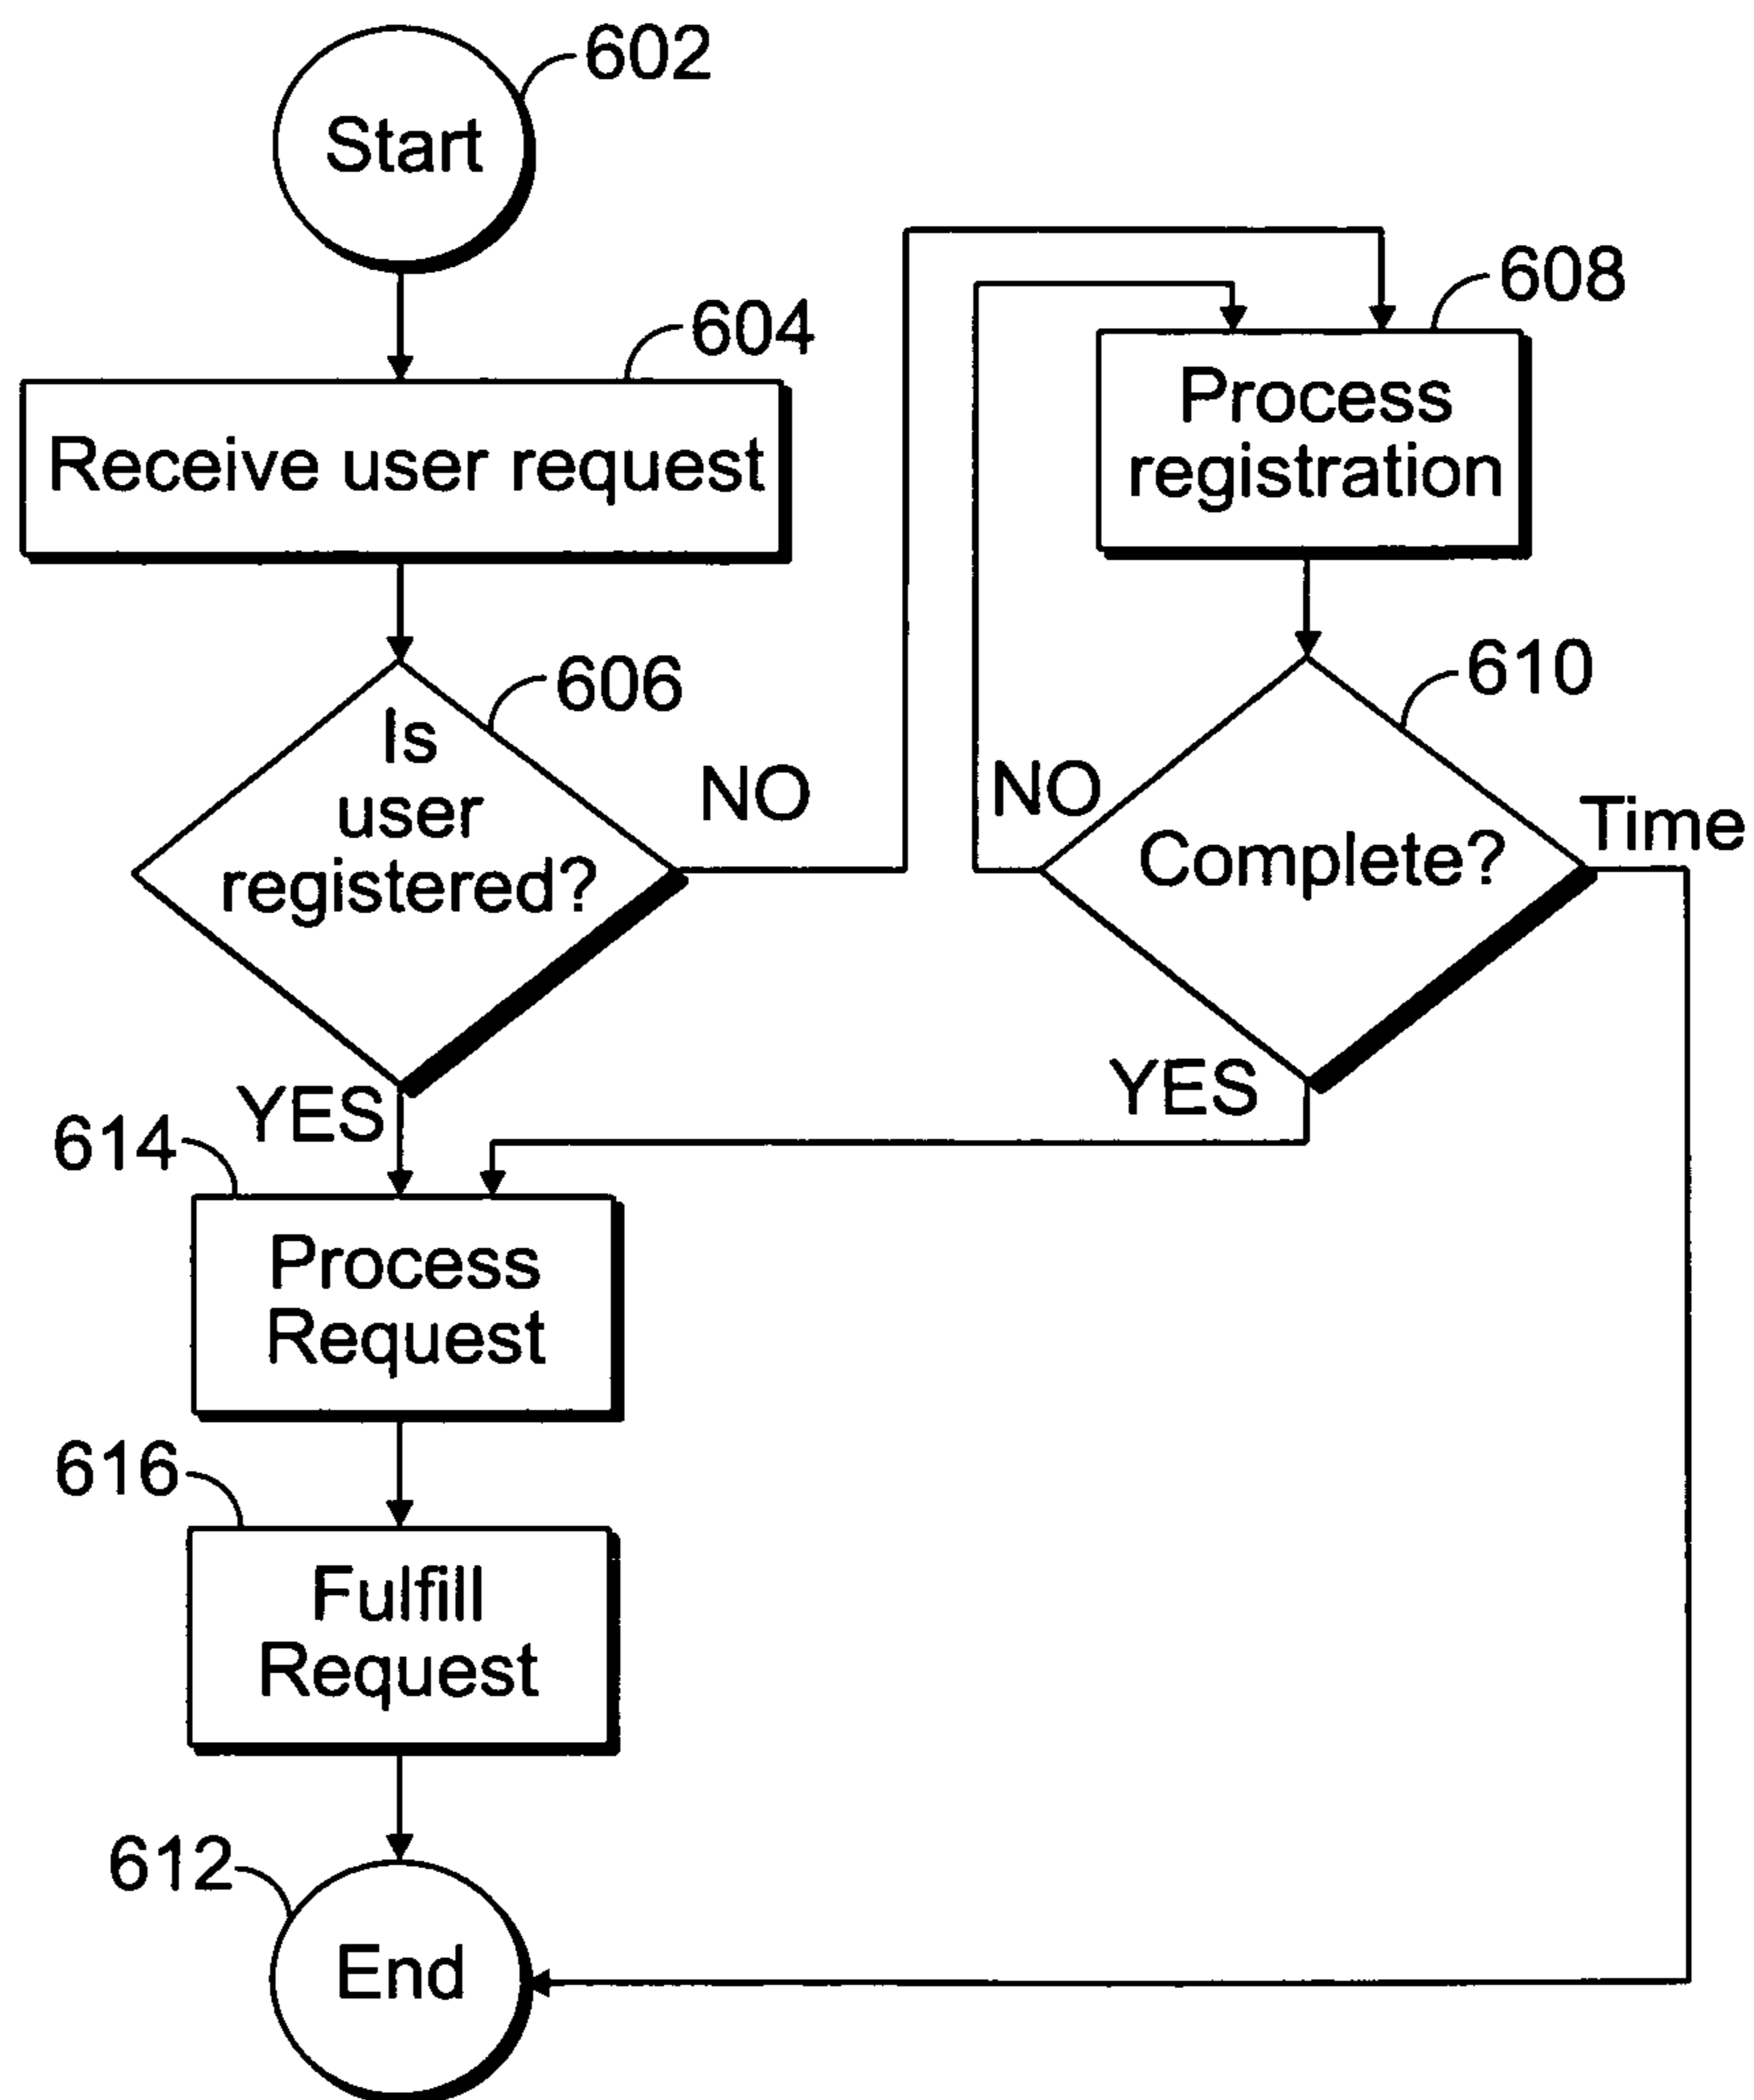 602
Start
604
Receive user request
608
Process
registration
606
Is
user
registered?
NO
610
NO
Complete?
Time
YES
YES
614
Process
Request
616
Fulfill
Request
612
End